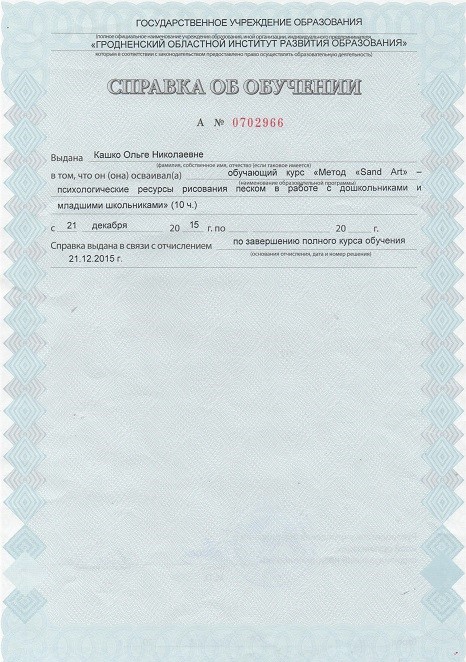 ГОСУДАРСТВЕННОЕ УЧРЕЖДЕНИЕ ОБРАЗОВАНИЯ
(полное официальное наименование учреждения образования, иной организации, индивидуального предпринимателя,
«ГРОДНЕНСКИЙ ОБЛАСТНОЙ ИНСТИТУТ РАЗВИТИЯ ОБРАЗОВАНИЯ»
которым в соответствии с законодательством предоставлено право осуществлять образовательную деятельность)
СПРАВКА ОБ ОБУЧЕНИИ
А № 0702966
Выдана Кашко Ольге Николаевне
(фамилия, собственное имя, отчество (если таковое имеется)
в том, что он (она) осваивал(а) обучающий курс «Метод «Sand Art» –
(наименование образовательной программы)
психологические ресурсы рисования песком в работе с дошкольниками и
младшими школьниками» (10 ч.)
с 21 декабря 20 15 г. по 20 г.
Справка выдана в связи с отчислением по завершению полного курса обучения
(основания отчисления, дата и номер решения)
21.12.2015 г.